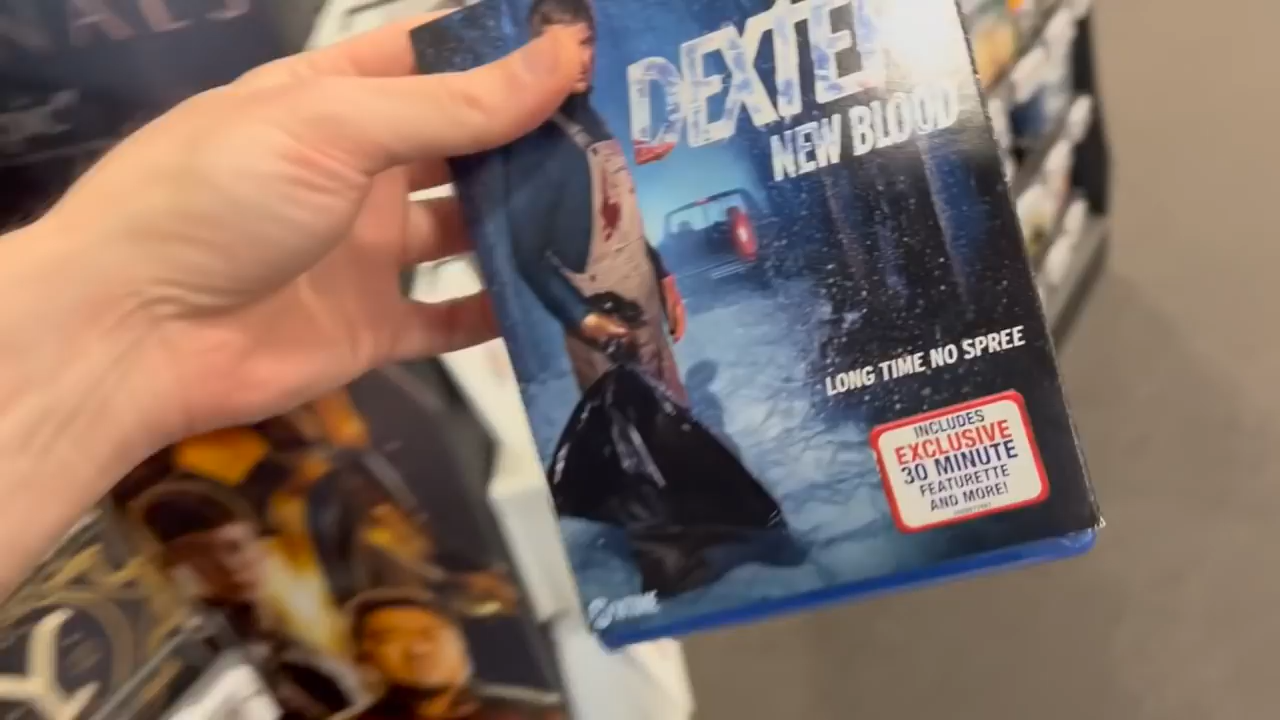 DEXTE
NEW BLOOD
LONG TIME NO SPREE
INCLUDES
EXCLUSIVE
30 MINUTE
FEATURETTE
AND MORE!